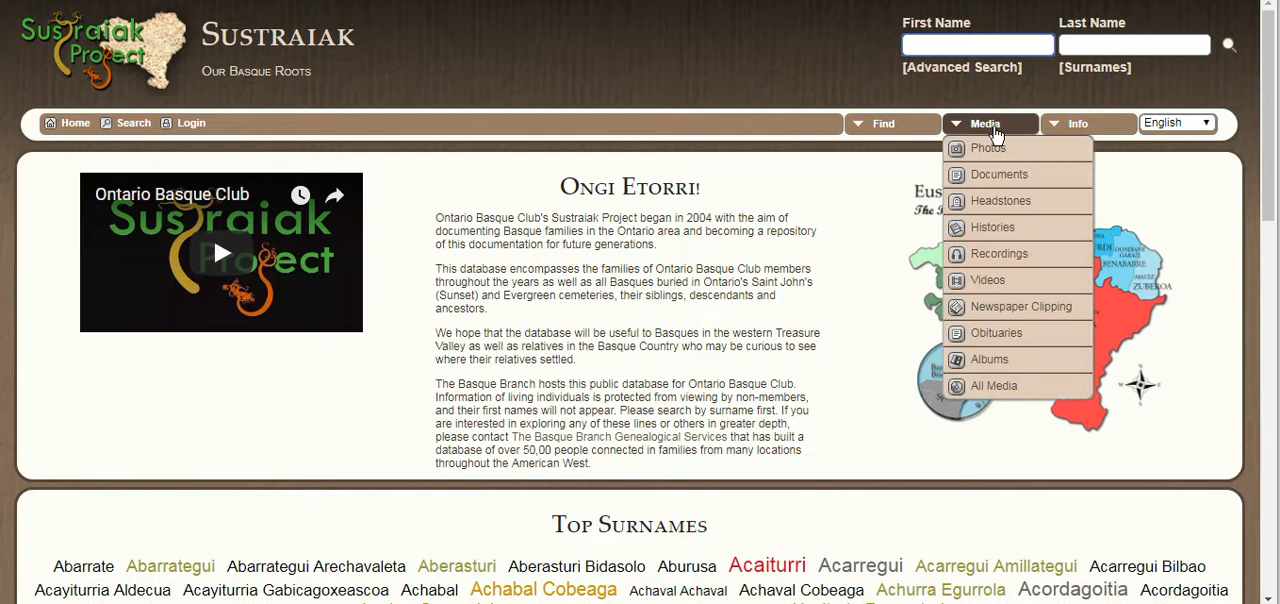 Sustraiak
Project
SUSTRAIAK
OUR BASQUE ROOTS
First Name
Last Name
[Advanced Search]
[Surnames]
Home
Search
Login
Find
Media
Info
English
Photos
Documents
Headstones
Histories
Recordings
Videos
Newspaper Clipping
Obituaries
Albums
All Media
Ontario Basque Club
Sustraiak
Project
ONGI ETORRI!
Ontario Basque Club's Sustraiak Project began in 2004 with the aim of
documenting Basque families in the Ontario area and becoming a repository
of this documentation for future generations.
This database encompasses the families of Ontario Basque Club members
throughout the years as well as all Basques buried in Ontario's Saint John's
(Sunset) and Evergreen cemeteries, their siblings, descendants and
ancestors.
We hope that the database will be useful to Basques in the western Treasure
Valley as well as relatives in the Basque Country who may be curious to see
where their relatives settled.
The Basque Branch hosts this public database for Ontario Basque Club.
Information of living individuals is protected from viewing by non-members,
and their first names will not appear. Please search by surname first. If you
are interested in exploring any of these lines or others in greater depth,
please contact The Basque Branch Genealogical Services that has built a
database of over 50,00 people connected in families from many locations
throughout the American West.
The
BENABARRE
ZUBEROA
TOP SURNAMES
Abarrate Abarrategui Abarrategui Arechavaleta Aberasturi Aberasturi Bidasolo Aburusa Acaiturri Acarregui Acarregui Amillategui Acarregui Bilbao
Acayiturria Aldecua Acayiturria Gabicagoxeascoa Achabal Achabal Cobeaga Achaval Achaval Achaval Cobeaga Achurra Egurrola Acordagoitia Acordagoitia